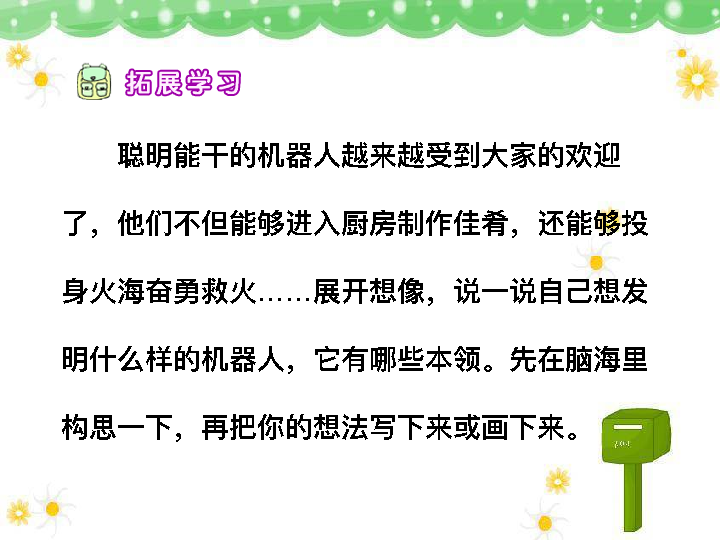 拓展学习
聪明能干的机器人越来越受到大家的欢迎
了，他们不但能够进入厨房制作佳肴，还能够投
身火海奋勇救火……展开想像，说一说自己想发
明什么样的机器人，它有哪些本领。先在脑海里
构思一下，再把你的想法写下来或画下来。